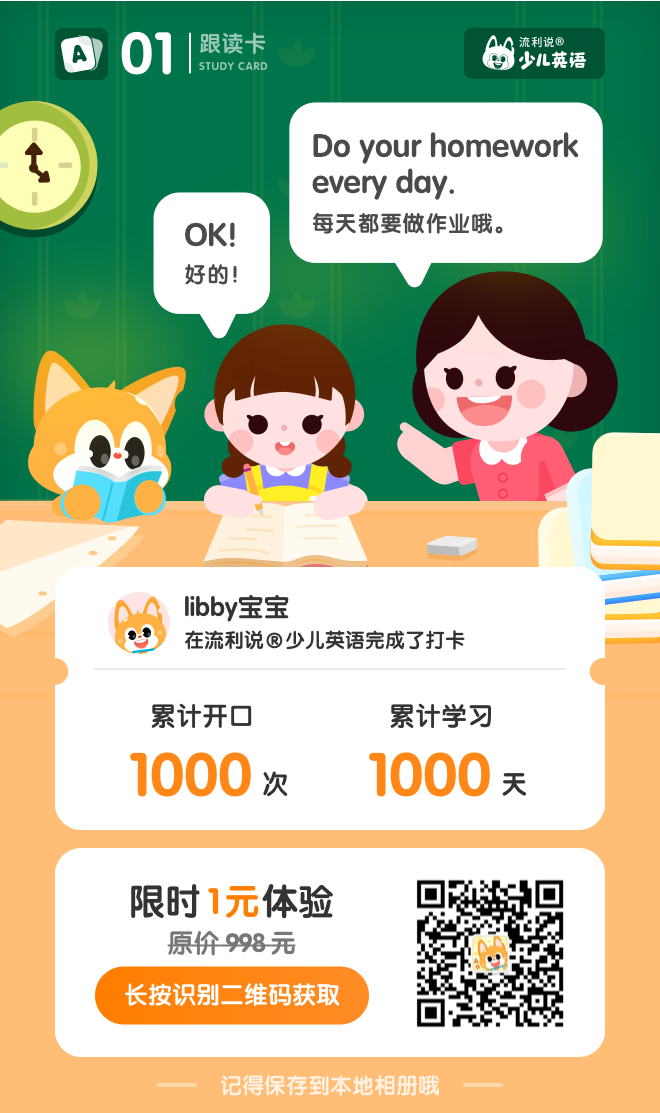 A
01
跟读卡
STUDY CARD
流利说®
少儿英语
Do your homework
every day.
每天都要做作业哦。
OK!
好的!
libby宝宝
在流利说®少儿英语完成了打卡
累计开口
累计学习
1000 次
1000 天
限时1元体验
原价 998 元
长按识别二维码获取
记得保存到本地相册哦